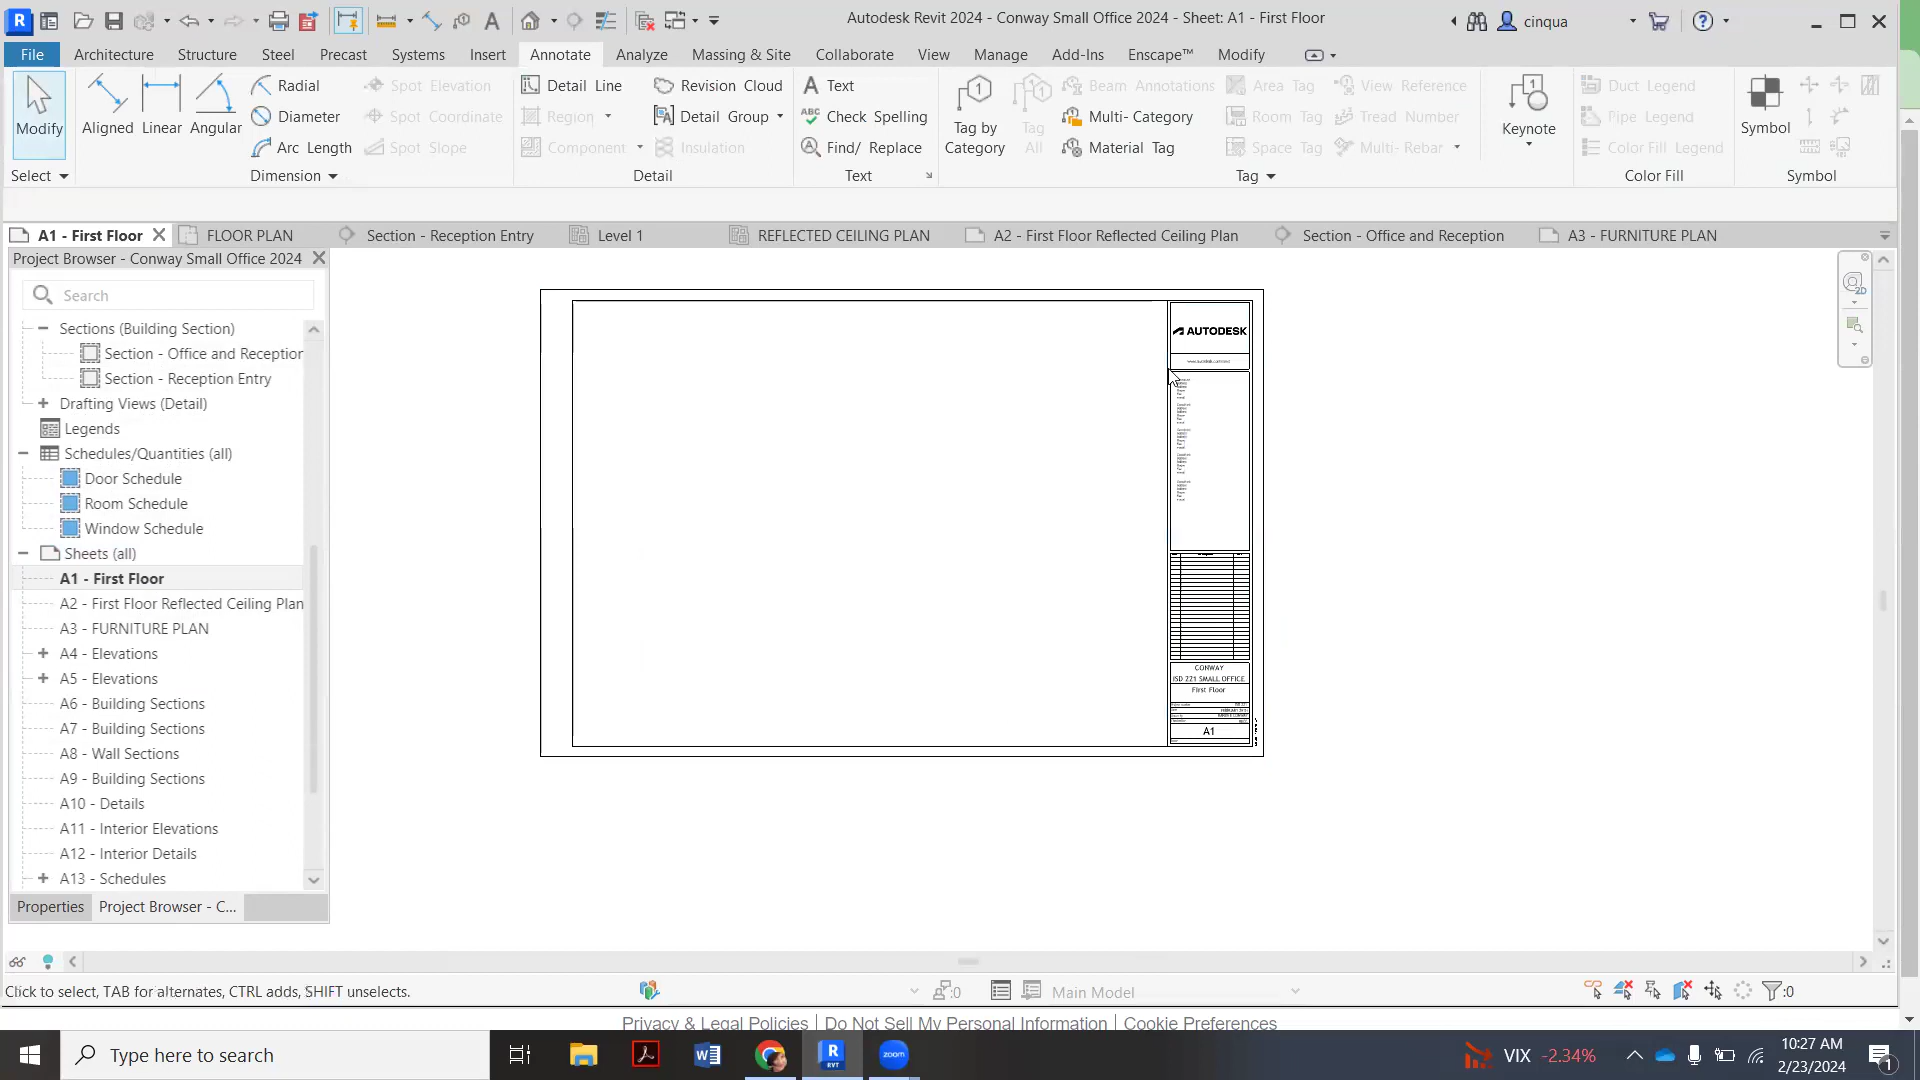 Autodesk Revit 2024 - Conway Small Office 2024 - Sheet: A1 - First Floor
cinqua
File Architecture Structure Steel Precast Systems Insert Annotate Analyze Massing & Site Collaborate View Manage Add-Ins Enscape™ Modify
Modify
Select
Aligned
Linear
Angular
Radial
Diameter
Arc Length
Spot Elevation
Spot Coordinate
Spot Slope
Dimension
Detail Line
Region
Component
Revision Cloud
Detail Group
Insulation
Detail
Text
Check Spelling
Find/ Replace
Text
Tag by
Category
Tag
All
Beam Annotations
Multi- Category
Material Tag
Area Tag
Room Tag
Space Tag
View Reference
Tread Number
Multi- Rebar
Tag
Keynote
Duct Legend
Pipe Legend
Color Fill Legend
Color Fill
Symbol
Symbol
A1 - First Floor
FLOOR PLAN
Section - Reception Entry
Level 1
REFLECTED CEILING PLAN
A2 - First Floor Reflected Ceiling Plan
Section - Office and Reception
A3 - FURNITURE PLAN
Project Browser - Conway Small Office 2024
Search
Sections (Building Section)
Section - Office and Reception
Section - Reception Entry
Drafting Views (Detail)
Legends
Schedules/Quantities (all)
Door Schedule
Room Schedule
Window Schedule
Sheets (all)
A1 - First Floor
A2 - First Floor Reflected Ceiling Plan
A3 - FURNITURE PLAN
A4 - Elevations
A5 - Elevations
A6 - Building Sections
A7 - Building Sections
A8 - Wall Sections
A9 - Building Sections
A10 - Details
A11 - Interior Elevations
A12 - Interior Details
A13 - Schedules
Properties
Project Browser - C...
AUTODESK
CONWAY
ISD 221 SMALL OFFICE
First Floor
A1
Click to select, TAB for alternates, CTRL adds, SHIFT unselects.
:0
Main Model
:0
Privacy & Legal Policies | Do Not Sell My Personal Information | Cookie Preferences
Type here to search
zoom
VIX -2.34%
10:27 AM
2/23/2024
1